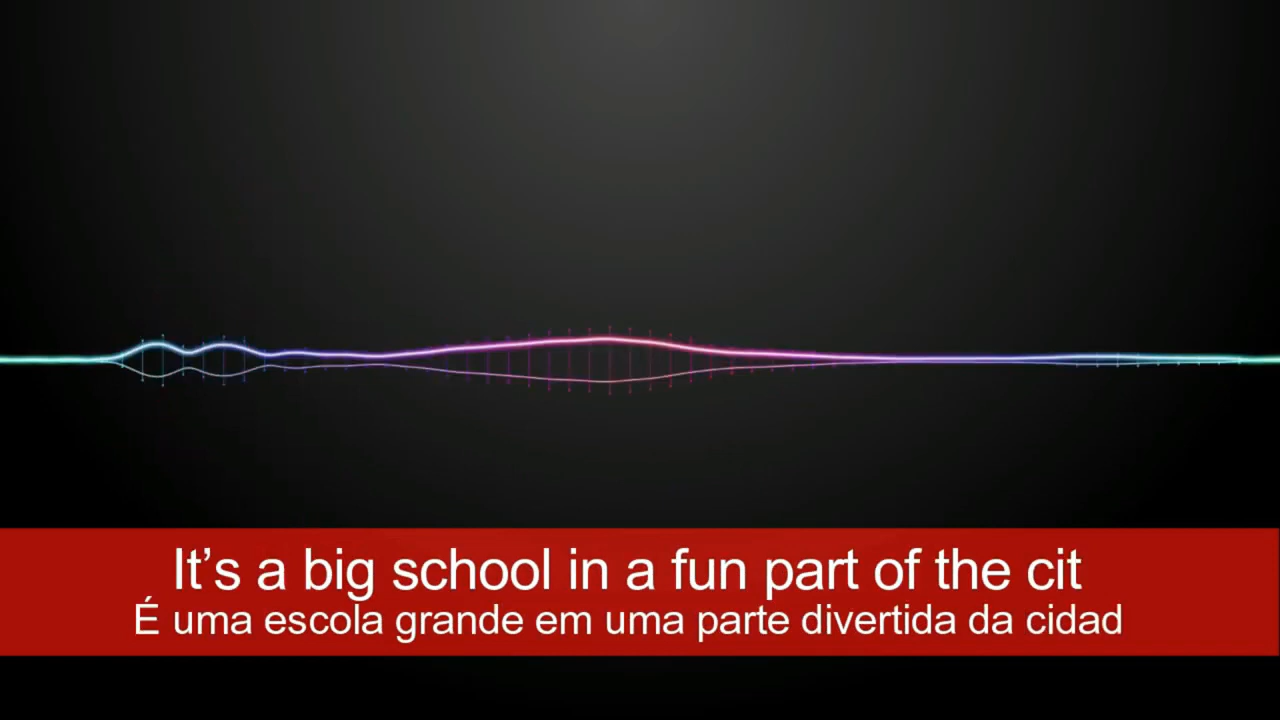 It’s a big school in a fun part of the cit
É uma escola grande em uma parte divertida da cidad